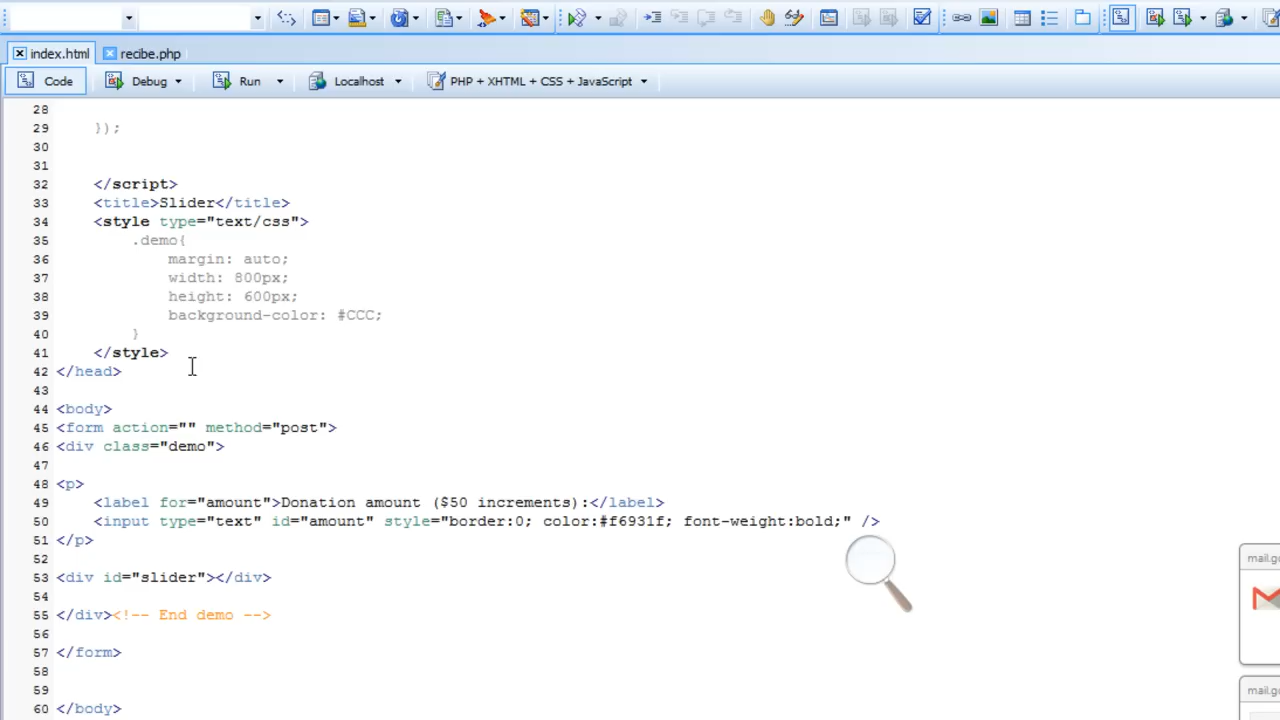 index.html recibe.php
Code Debug Run Localhost PHP + XHTML + CSS + JavaScript
28
29 });
30
31
32 </script>
33 <title>Slider</title>
34 <style type="text/css">
35 .demo{
36 margin: auto;
37 width: 800px;
38 height: 600px;
39 background-color: #CCC;
40 }
41 </style>
42 </head>
43
44 <body>
45 <form action="" method="post">
46 <div class="demo">
47
48 <p>
49 <label for="amount">Donation amount ($50 increments):</label>
50 <input type="text" id="amount" style="border:0; color:#f6931f; font-weight:bold;" />
51 </p>
52
53 <div id="slider"></div>
54
55 </div><!-- End demo -->
56
57 </form>
58
59
60 </body>
mail.go
mail.go